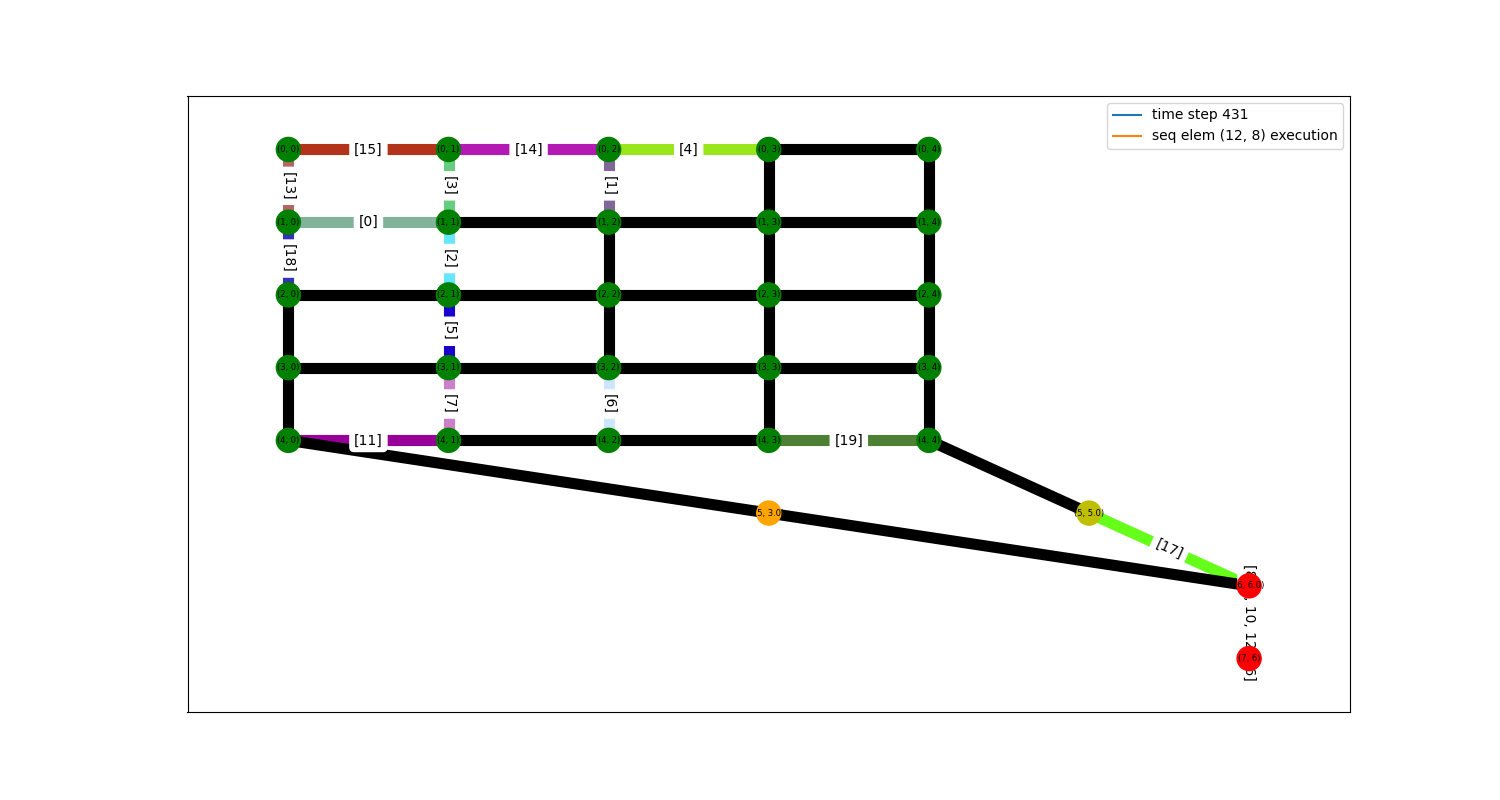 time step 431
seq elem (12, 8) execution
(0, 0) [15] (0, 1) [14] (0, 2) [4] (0, 3) (0, 4)
[13] [3] [1]
(1, 0) [0] (1, 1) (1, 2) (1, 3) (1, 4)
[18] [2]
(2, 0) (2, 1) (2, 2) (2, 3) (2, 4)
[5]
(3, 0) (3, 1) (3, 2) (3, 3) (3, 4)
[7] [6]
(4, 0) [11] (4, 1) (4, 2) (4, 3) [19] (4, 4)
(5, 3.0) (5, 5.0)
[17]
(6, 6.0)
10, 12
(7, 6)